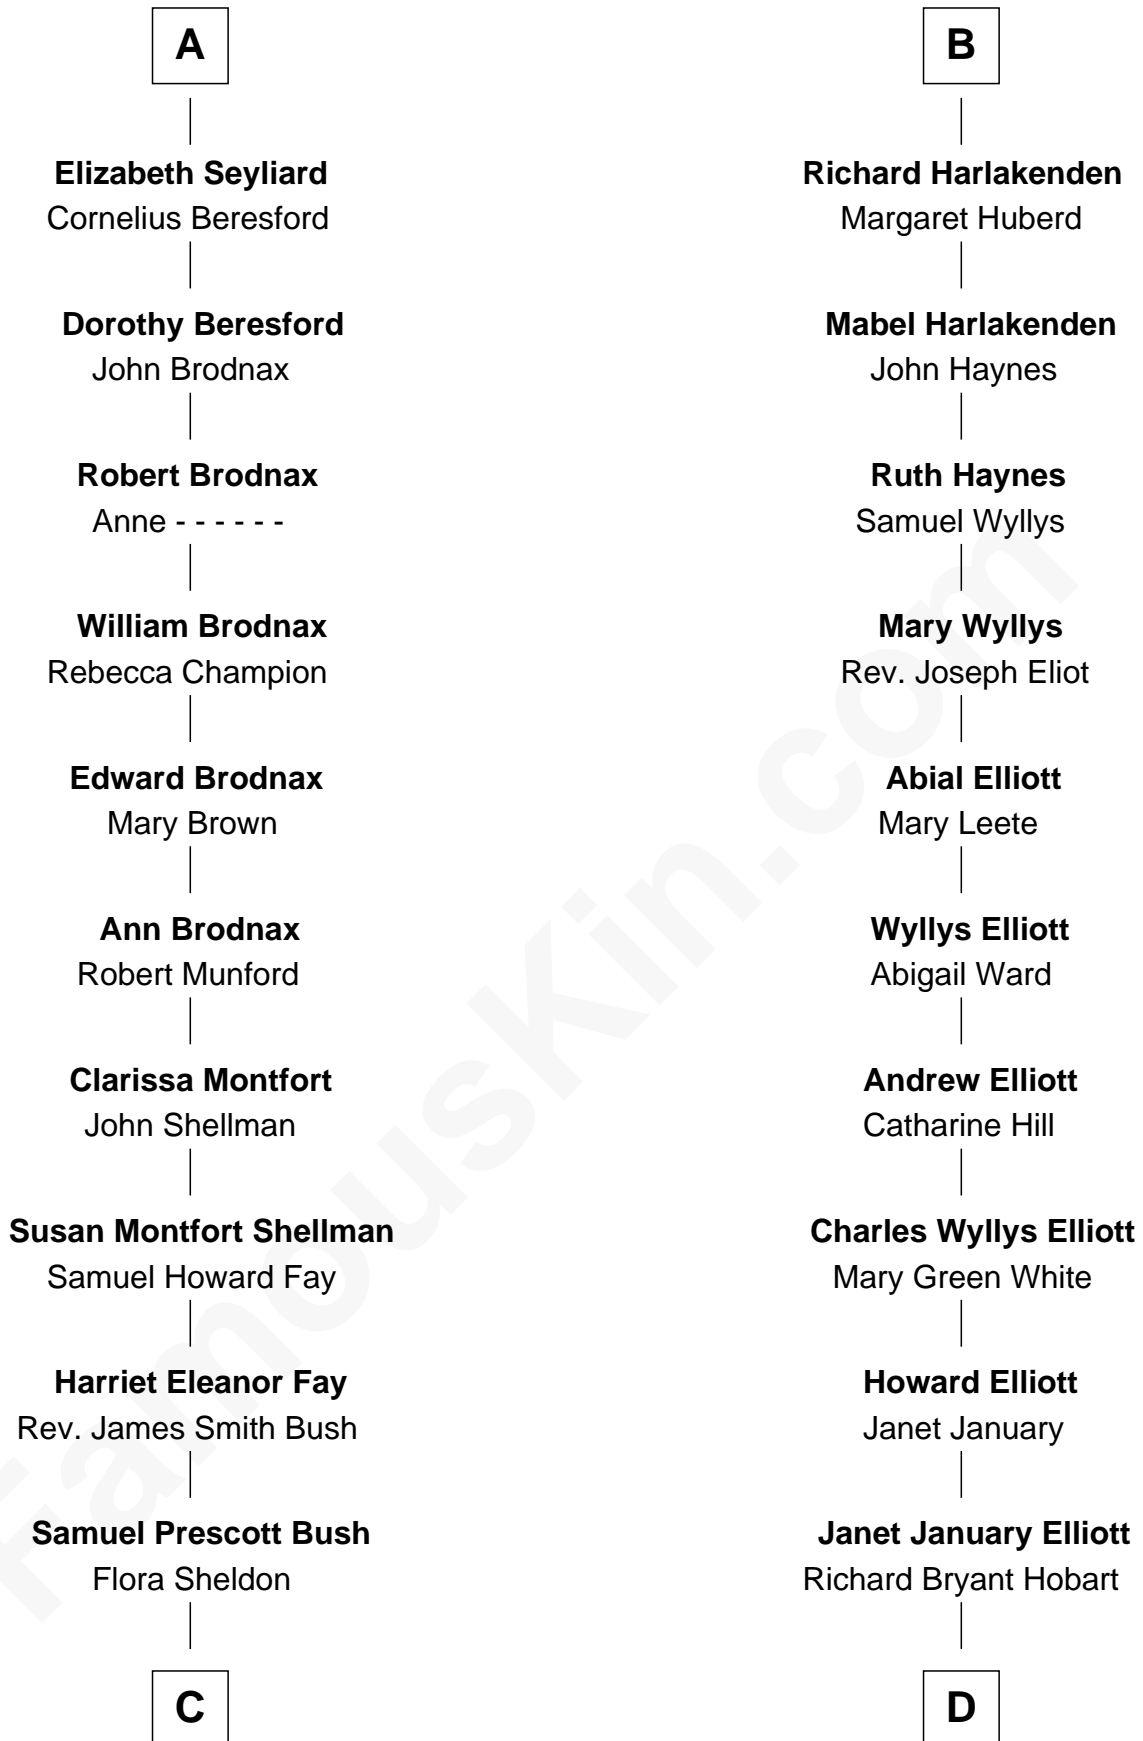 A
Elizabeth Seyliard
Cornelius Beresford
Dorothy Beresford
John Brodnax
Robert Brodnax
Anne - - - - - -
William Brodnax
Rebecca Champion
Edward Brodnax
Mary Brown
Ann Brodnax
Robert Munford
Clarissa Montfort
John Shellman
Susan Montfort Shellman
Samuel Howard Fay
Harriet Eleanor Fay
Rev. James Smith Bush
Samuel Prescott Bush
Flora Sheldon
C
B
Richard Harlakenden
Margaret Huberd
Mabel Harlakenden
John Haynes
Ruth Haynes
Samuel Wyllys
Mary Wyllys
Rev. Joseph Eliot
Abial Elliott
Mary Leete
Wyllys Elliott
Abigail Ward
Andrew Elliott
Catharine Hill
Charles Wyllys Elliott
Mary Green White
Howard Elliott
Janet January
Janet January Elliott
Richard Bryant Hobart
D
FamousKin.com